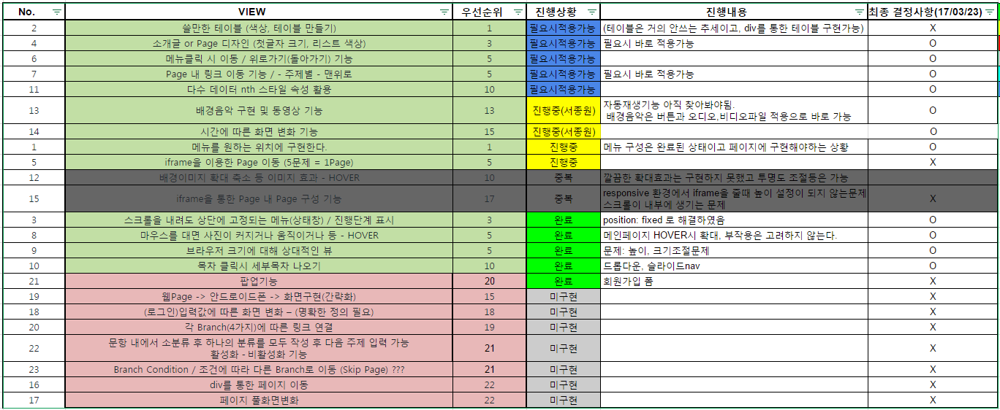 No. VIEW 우선순위 진행상황 진행내용 최종 결정사항(17/03/23)
2 쓸만한 테이블 (색상, 테이블 만들기) 1 필요시적용가능 (테이블은 거의 안쓰는 추세이고, div를 통한 테이블 구현가능) X
4 소개글 or Page 디자인 (첫글자 크기, 리스트 색상) 3 필요시적용가능 필요시 바로 적용가능 O
6 메뉴클릭 시 이동 / 위로가기(돌아가기) 기능 5 필요시적용가능 O
7 Page 내 링크 이동 기능 / - 주제별 - 맨위로 5 필요시적용가능 필요시 바로 적용가능 O
11 다수 데이터 nth 스타일 속성 활용 10 필요시적용가능 O
13 배경음악 구현 및 동영상 기능 13 진행중(서종원) 자동재생기능 아직 찾아봐야됨.
배경음악은 버튼과 오디오,비디오파일 적용으로 바로 가능 O
14 시간에 따른 화면 변화 기능 15 진행중(서종원) O
1 메뉴를 원하는 위치에 구현한다. 1 진행중 메뉴 구성은 완료된 상태이고 페이지에 구현해야하는 상황 O
5 iframe을 이용한 Page 이동 (5문제 = 1Page) 5 진행중 X
12 배경이미지 확대 축소 등 이미지 효과 - HOVER 10 중복 깔끔한 확대효과는 구현하지 못했고 투명도 조절등은 가능
15 iframe을 통한 Page 내 Page 구성 기능 17 중복 responsive 환경에서 iframe을 줄때 높이 설정이 되지 않는문제
스크롤이 내부에 생기는 문제 X
3 스크롤을 내려도 상단에 고정되는 메뉴(상태창) / 진행단계 표시 3 완료 position: fixed 로 해결하였음 O
8 마우스를 대면 사진이 커지거나 움직이거나 등 - HOVER 5 완료 메인페이지 HOVER시 확대, 부작용은 고려하지 않는다. O
9 브라우저 크기에 대해 상대적인 뷰 5 완료 문제: 높이, 크기조절문제 O
10 목차 클릭시 세부목차 나오기 10 완료 드롭다운, 슬라이드nav O
21 팝업기능 20 완료 회원가입 폼 X
19 웹Page -> 안드로이드폰 -> 화면구현(간략화) 15 미구현 X
18 (로그인)입력값에 따른 화면 변화 – (명확한 정의 필요) 18 미구현 X
20 각 Branch(4가지)에 따른 링크 연결 19 미구현 X
22 문항 내에서 소분류 후 하나의 분류를 모두 작성 후 다음 주제 입력 가능
활성화 - 비활성화 기능 21 미구현 X
23 Branch Condition / 조건에 따라 다른 Branch로 이동 (Skip Page) ??? 21 미구현 X
16 div를 통한 페이지 이동 22 미구현 X
17 페이지 풀화면변화 22 미구현 X